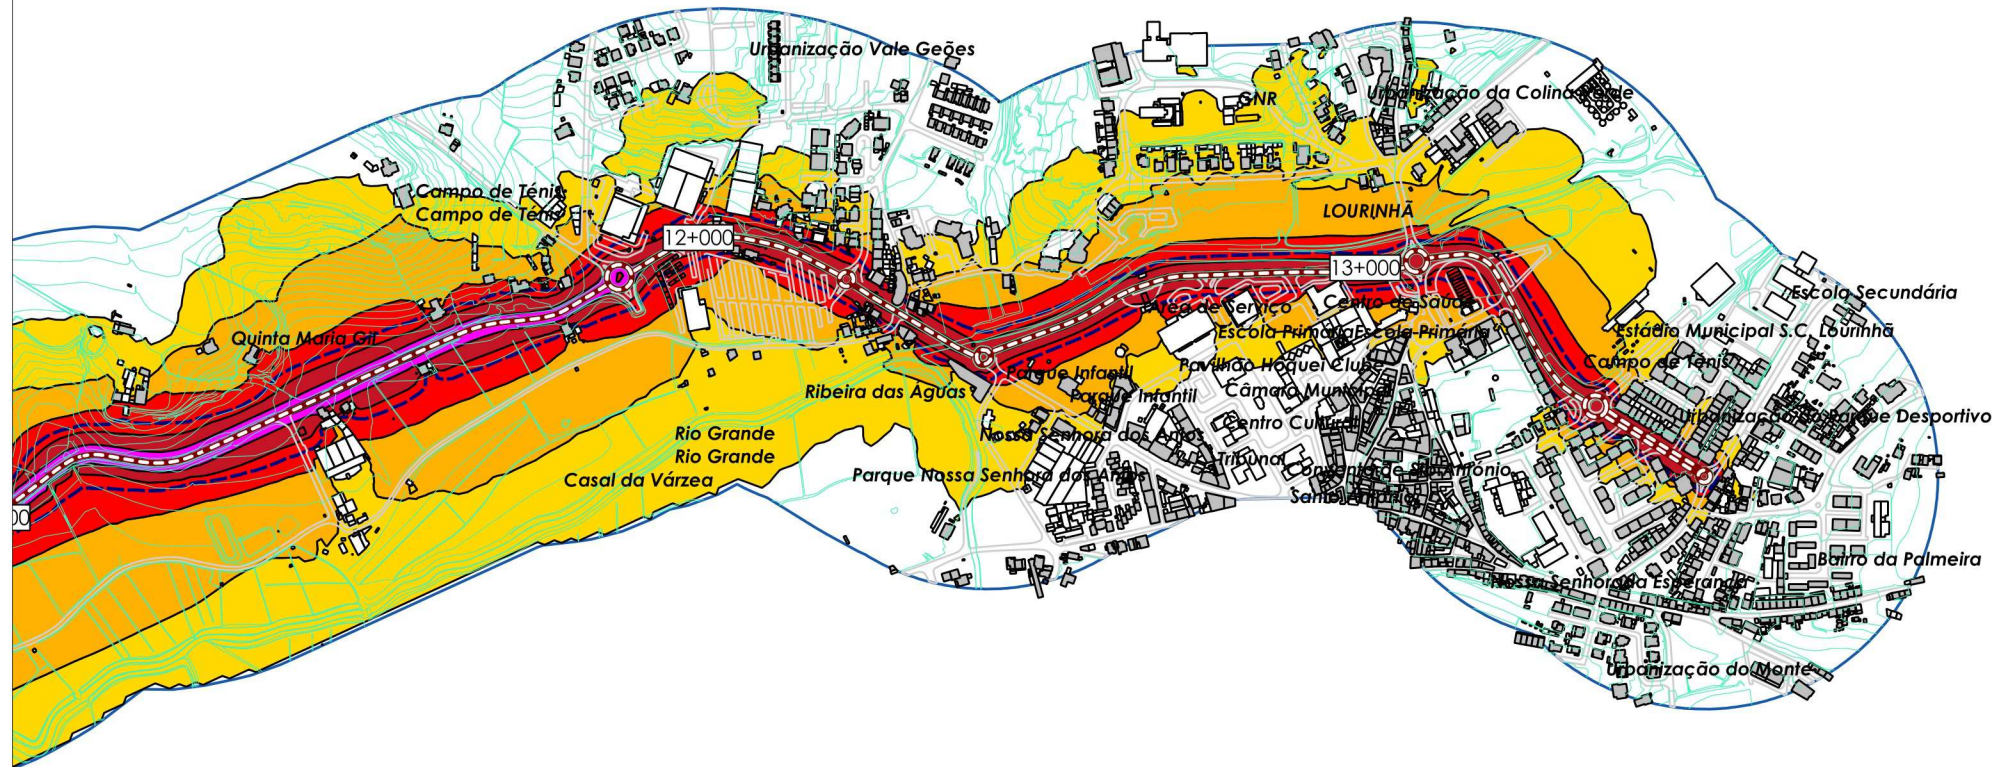 Urbanização Vale Geões
GNR
Urbanização da Colina Verde
Campo de Ténis
Campo de Ténis
LOURINHÃ
12+000
13+000
Escola Secundária
Área de Serviço
Centro de Saúde
Quinta Maria Gil
Escola Primária
Escola Primária
Estádio Municipal S.C. Lourinhã
Pavilhão Hóquei Clube
Campo de Ténis
Parque Infantil
Ribeira das Águas
Parque Infantil
Câmara Municipal
Urbanização do Parque Desportivo
Centro Cultural
Rio Grande
Nossa Senhora dos Anjos
Rio Grande
Tribunal
Convento de Sto António
Casal da Várzea
Parque Nossa Senhora dos Anjos
Santo António
00
Bairro da Palmeira
Nossa Senhora da Esperança
Urbanização do Monte